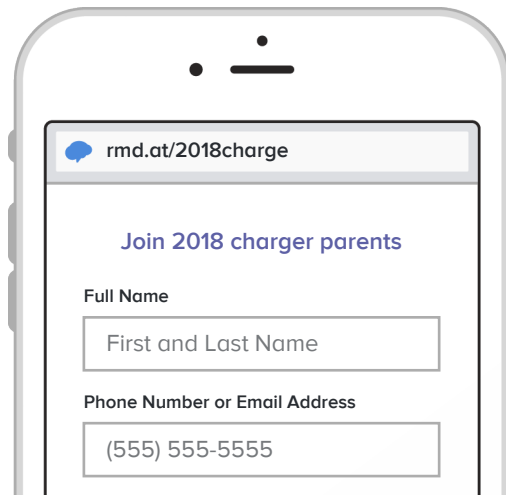 rmd.at/2018charge
Join 2018 charger parents
Full Name
First and Last Name
Phone Number or Email Address
(555) 555-5555